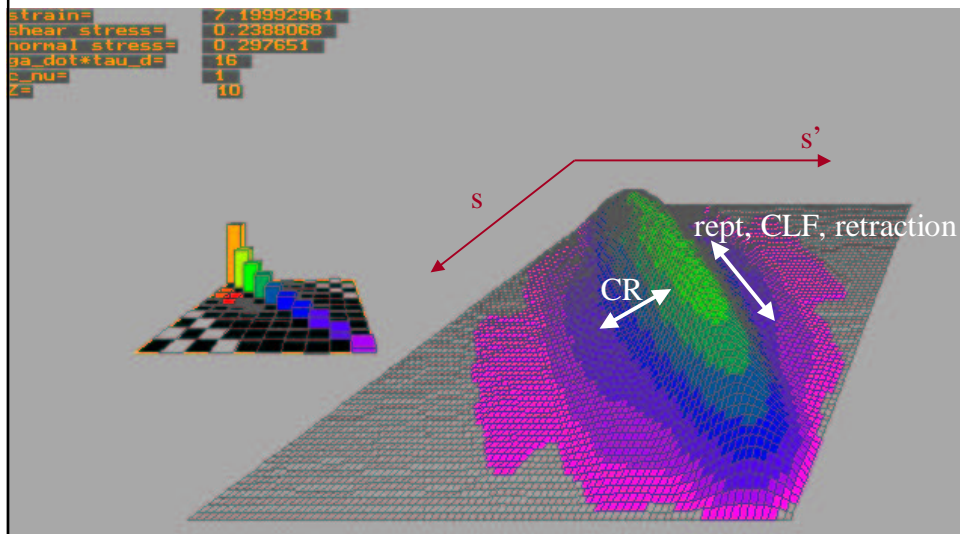 strain= 7.19992961
shear stress= 0.2388068
normal stress= 0.297651
ga_dot*tau_d= 16
c_nu= 1
Z= 10
s'
s
rept, CLF, retraction
CR